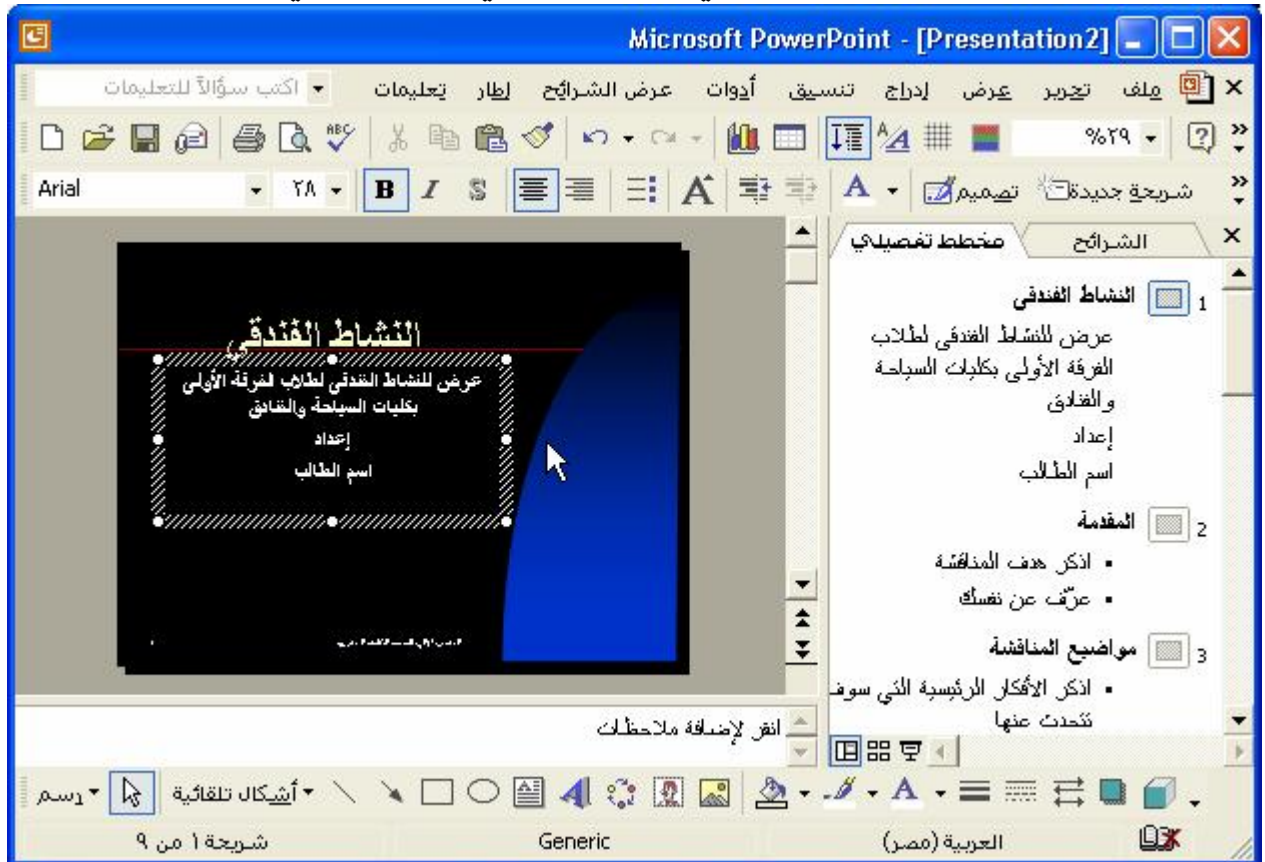 Microsoft PowerPoint - [Presentation2]
ملف تحرير عرض إدراج تنسيق أدوات عرض الشرائح إطار تعليمات اكتب سؤالاً للتعليمات
%٢٩
Arial ٢٨ B I S A A تصميم شريحة جديدة
الشرائح مخطط تفصيلي
1 النشاط الفندقي
عرض للنشاط الفندقي لطلاب
الفرقة الأولى بكليات السياحة
والفنادق
إعداد
اسم الطالب
2 المقدمة
▪ اذكر هدف المناقشة
▪ عرّف عن نفسك
3 مواضيع المناقشة
▪ اذكر الأفكار الرئيسية التي سوف
تتحدث عنها
النشاط الفندقي
عرض للنشاط الفندقي لطلاب الفرقة الأولى
بكليات السياحة والفنادق
إعداد
اسم الطالب
انقر لإضافة ملاحظات
رسم أشكال تلقائية
شريحة ١ من ٩ Generic العربية (مصر)